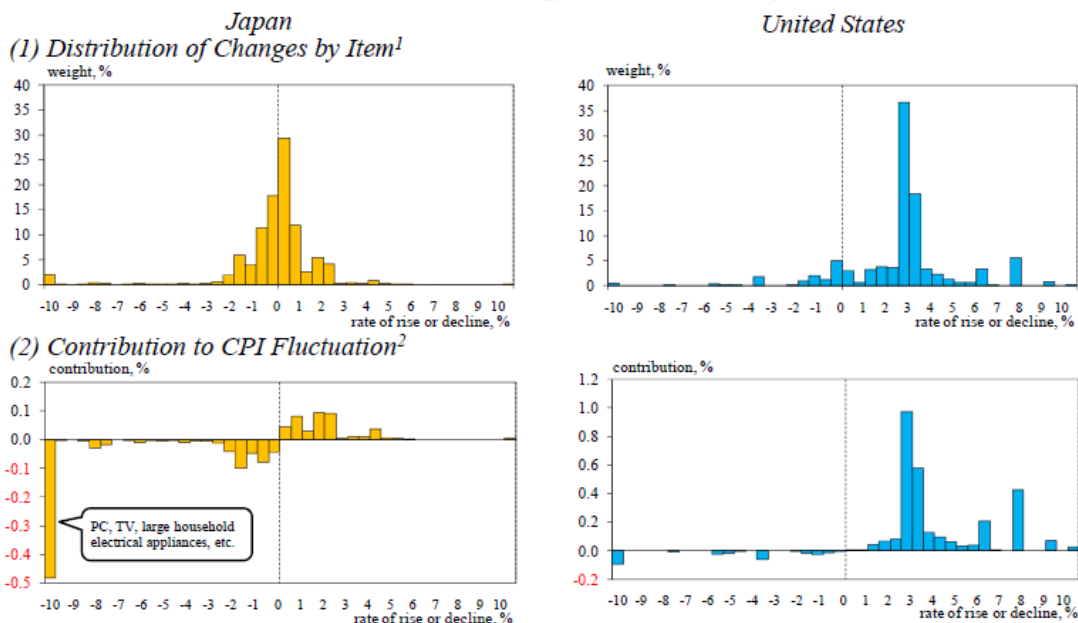 Japan
United States
(1) Distribution of Changes by Item1
weight, %
weight, %
40
35
30
25
20
15
10
5
0
-10 -9 -8 -7 -6 -5 -4 -3 -2 -1 0 1 2 3 4 5 6 7 8 9 10
rate of rise or decline, %
40
35
30
25
20
15
10
5
0
-10 -9 -8 -7 -6 -5 -4 -3 -2 -1 0 1 2 3 4 5 6 7 8 9 10
rate of rise or decline, %
(2) Contribution to CPI Fluctuation2
contribution, %
contribution, %
0.2
0.1
0.0
-0.1
-0.2
-0.3
-0.4
-0.5
PC, TV, large household
electrical appliances, etc.
-10 -9 -8 -7 -6 -5 -4 -3 -2 -1 0 1 2 3 4 5 6 7 8 9 10
rate of rise or decline, %
1.2
1.0
0.8
0.6
0.4
0.2
0.0
-0.2
-10 -9 -8 -7 -6 -5 -4 -3 -2 -1 0 1 2 3 4 5 6 7 8 9 10
rate of rise or decline, %